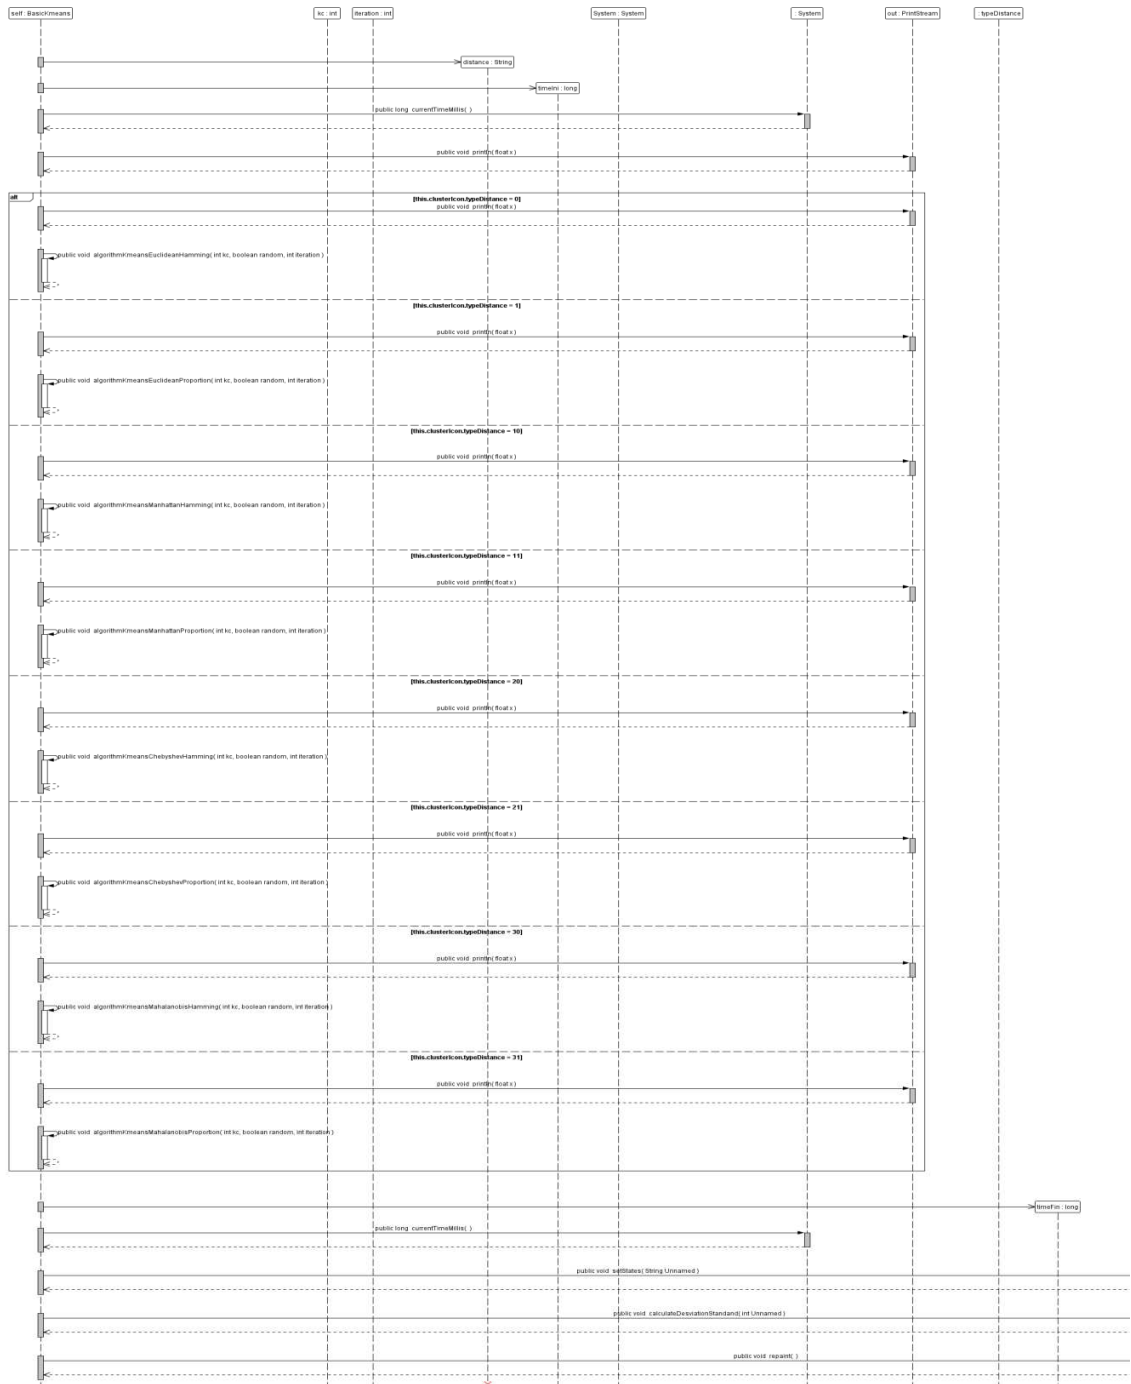 self : BasicKmeans
kc : int
iteration : int
System : System
: System
out : PrintStream
: typeDistance
distance : String
timeIni : long
public long currentTimeMillis( )
public void println( float x )
alt
[this.clusterIcon.typeDistance = 0]
public void println( float x )
public void algorithmKmeansEuclideanHamming( int kc, boolean random, int iteration )
[this.clusterIcon.typeDistance = 1]
public void println( float x )
public void algorithmKmeansEuclideanProportion( int kc, boolean random, int iteration )
[this.clusterIcon.typeDistance = 10]
public void println( float x )
public void algorithmKmeansManhattanHamming( int kc, boolean random, int iteration )
[this.clusterIcon.typeDistance = 11]
public void println( float x )
public void algorithmKmeansManhattanProportion( int kc, boolean random, int iteration )
[this.clusterIcon.typeDistance = 20]
public void println( float x )
public void algorithmKmeansChebyshevHamming( int kc, boolean random, int iteration )
[this.clusterIcon.typeDistance = 21]
public void println( float x )
public void algorithmKmeansChebyshevProportion( int kc, boolean random, int iteration )
[this.clusterIcon.typeDistance = 30]
public void println( float x )
public void algorithmKmeansMahalanobisHamming( int kc, boolean random, int iteration )
[this.clusterIcon.typeDistance = 31]
public void println( float x )
public void algorithmKmeansMahalanobisProportion( int kc, boolean random, int iteration )
timeFin : long
public long currentTimeMillis( )
public void setStates( String Unnamed )
public void calculateDesviationStandand( int Unnamed )
public void repaint( )